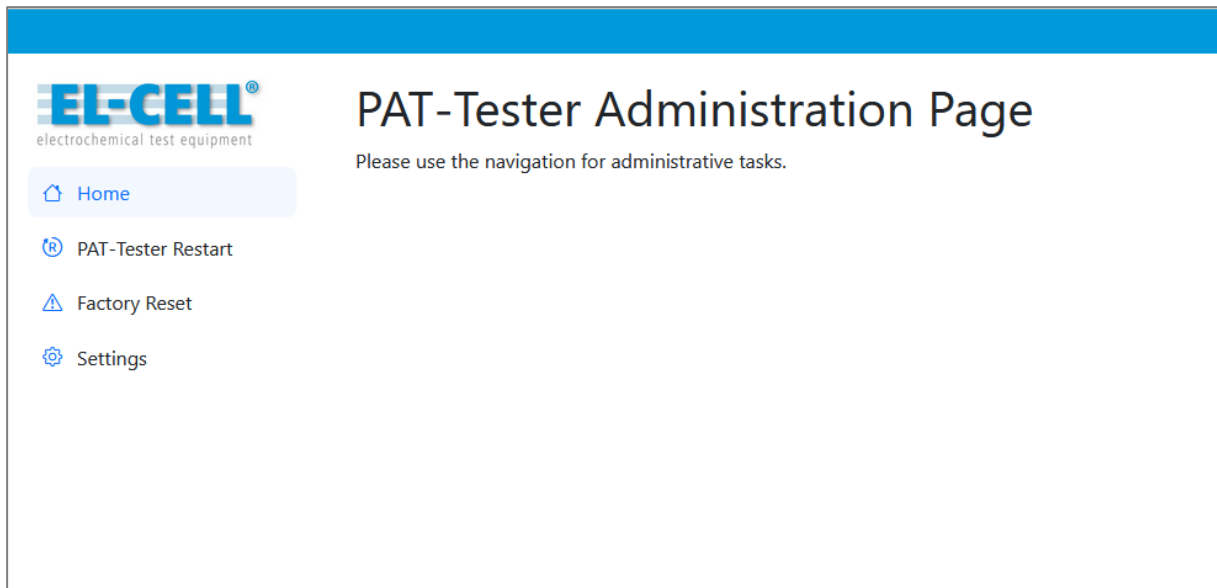 EL-CELL®
electrochemical test equipment
Home
PAT-Tester Restart
Factory Reset
Settings
PAT-Tester Administration Page
Please use the navigation for administrative tasks.